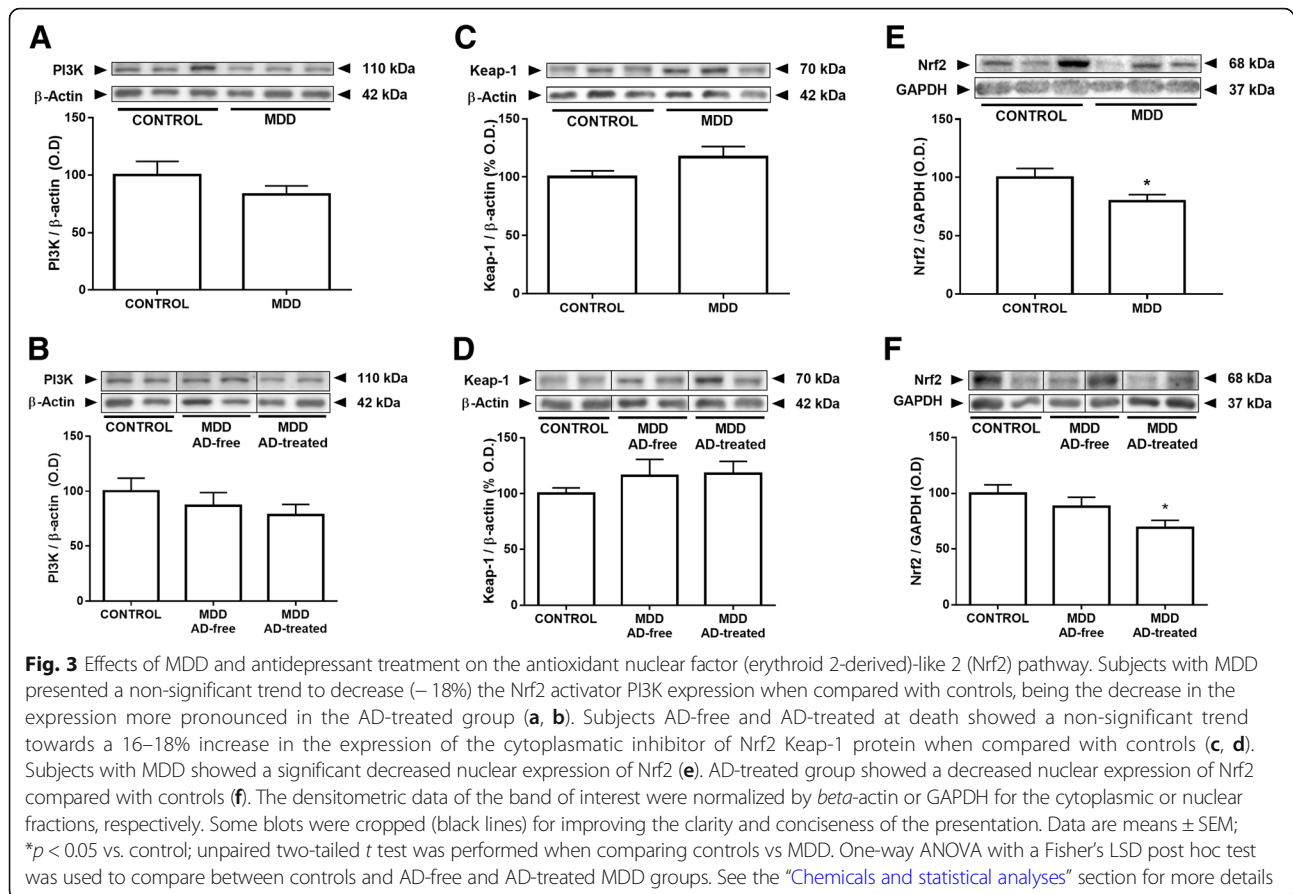 A
PI3K ► ◄ 110 kDa
β-Actin ► ◄ 42 kDa
CONTROL MDD
PI3K / β-actin (O.D)
150
100
50
0
CONTROL MDD
C
Keap-1 ► ◄ 70 kDa
β-Actin ► ◄ 42 kDa
CONTROL MDD
Keap-1 / β-actin (% O.D.)
150
100
50
0
CONTROL MDD
E
Nrf2 ► ◄ 68 kDa
GAPDH ► ◄ 37 kDa
CONTROL MDD
Nrf2 / GAPDH (O.D.)
150
100
50
0
*
CONTROL MDD
B
PI3K ► ◄ 110 kDa
β-Actin ► ◄ 42 kDa
CONTROL MDD MDD
AD-free AD-treated
PI3K / β-actin (O.D)
150
100
50
0
CONTROL MDD MDD
AD-free AD-treated
D
Keap-1 ► ◄ 70 kDa
β-Actin ► ◄ 42 kDa
CONTROL MDD MDD
AD-free AD-treated
Keap-1 / β-actin (% O.D.)
150
100
50
0
CONTROL MDD MDD
AD-free AD-treated
F
Nrf2 ► ◄ 68 kDa
GAPDH ► ◄ 37 kDa
CONTROL MDD MDD
AD-free AD-treated
Nrf2 / GAPDH (O.D)
150
100
50
0
*
CONTROL MDD MDD
AD-free AD-treated
Fig. 3 Effects of MDD and antidepressant treatment on the antioxidant nuclear factor (erythroid 2-derived)-like 2 (Nrf2) pathway. Subjects with MDD
presented a non-significant trend to decrease (− 18%) the Nrf2 activator PI3K expression when compared with controls, being the decrease in the
expression more pronounced in the AD-treated group (a, b). Subjects AD-free and AD-treated at death showed a non-significant trend
towards a 16–18% increase in the expression of the cytoplasmatic inhibitor of Nrf2 Keap-1 protein when compared with controls (c, d).
Subjects with MDD showed a significant decreased nuclear expression of Nrf2 (e). AD-treated group showed a decreased nuclear expression of Nrf2
compared with controls (f). The densitometric data of the band of interest were normalized by beta-actin or GAPDH for the cytoplasmic or nuclear
fractions, respectively. Some blots were cropped (black lines) for improving the clarity and conciseness of the presentation. Data are means ± SEM;
*p < 0.05 vs. control; unpaired two-tailed t test was performed when comparing controls vs MDD. One-way ANOVA with a Fisher's LSD post hoc test
was used to compare between controls and AD-free and AD-treated MDD groups. See the "Chemicals and statistical analyses" section for more details